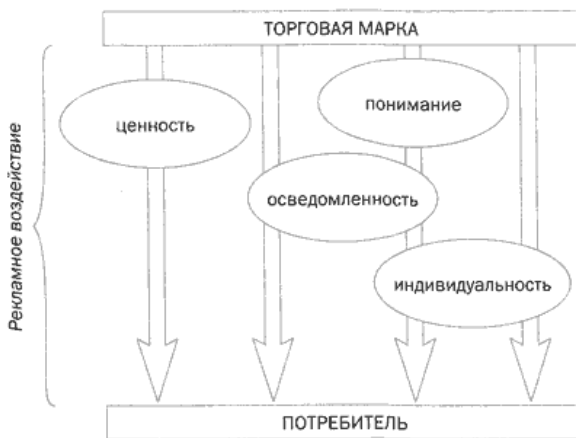 ТОРГОВАЯ МАРКА
Рекламное воздействие
ценность
понимание
осведомленность
индивидуальность
ПОТРЕБИТЕЛЬ